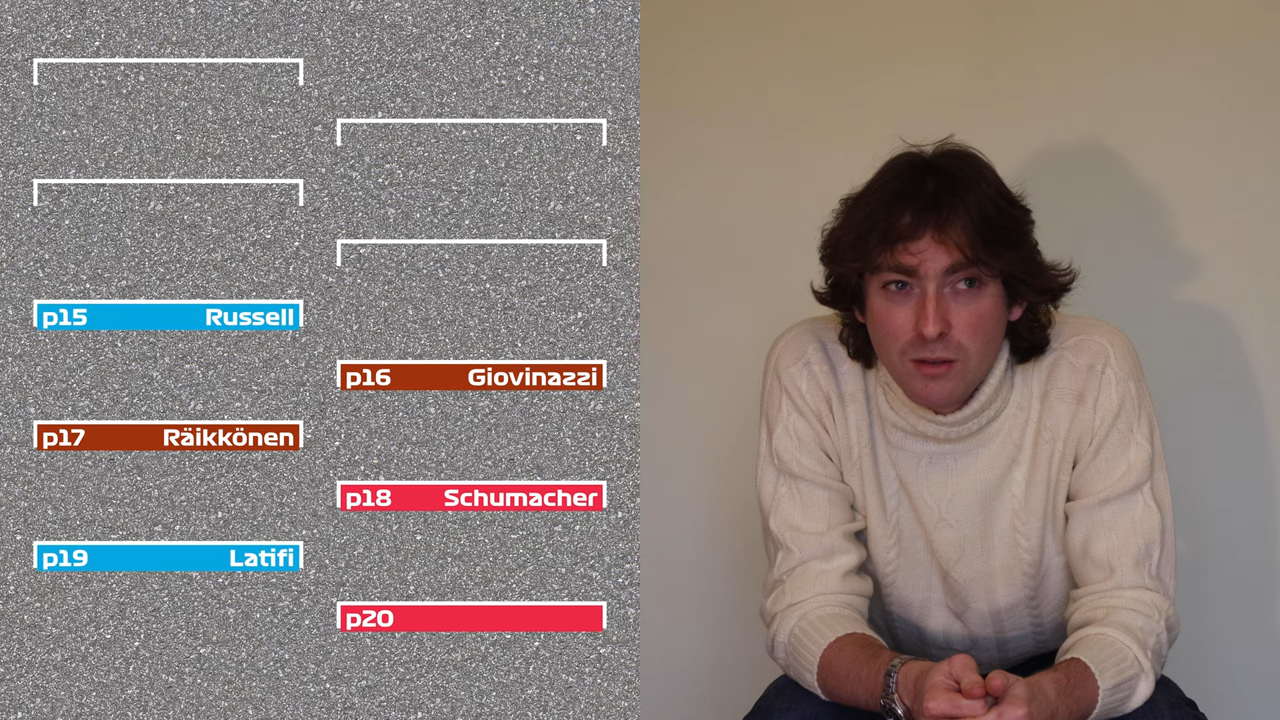 p15 Russell
p16 Giovinazzi
p17 Räikkönen
p18 Schumacher
p19 Latifi
p20